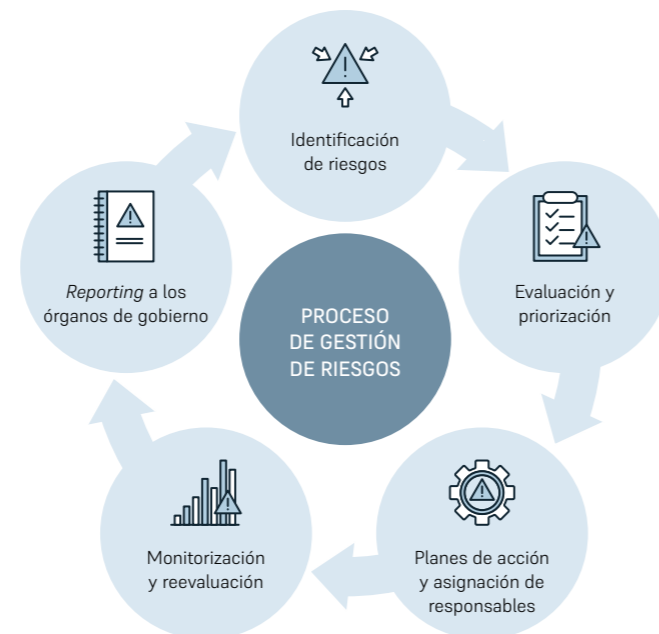 Identificación
de riesgos
Evaluación y
priorización
Planes de acción
y asignación de
responsables
Monitorización
y reevaluación
Reporting a los
órganos de gobierno
PROCESO
DE GESTIÓN
DE RIESGOS